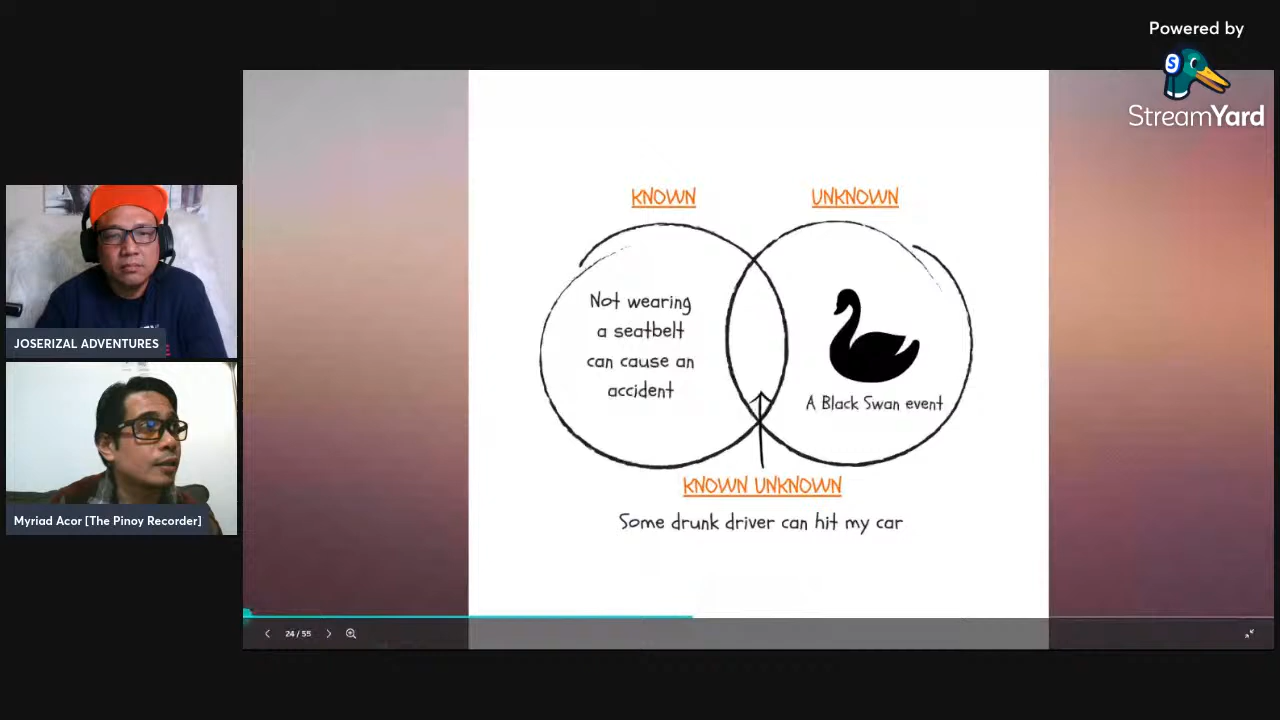 Powered by
StreamYard
KNOWN
UNKNOWN
Not wearing
a seatbelt
can cause an
accident
A Black Swan event
KNOWN UNKNOWN
Some drunk driver can hit my car
JOSERIZAL ADVENTURES
Myriad Acor [The Pinoy Recorder]
24 / 55